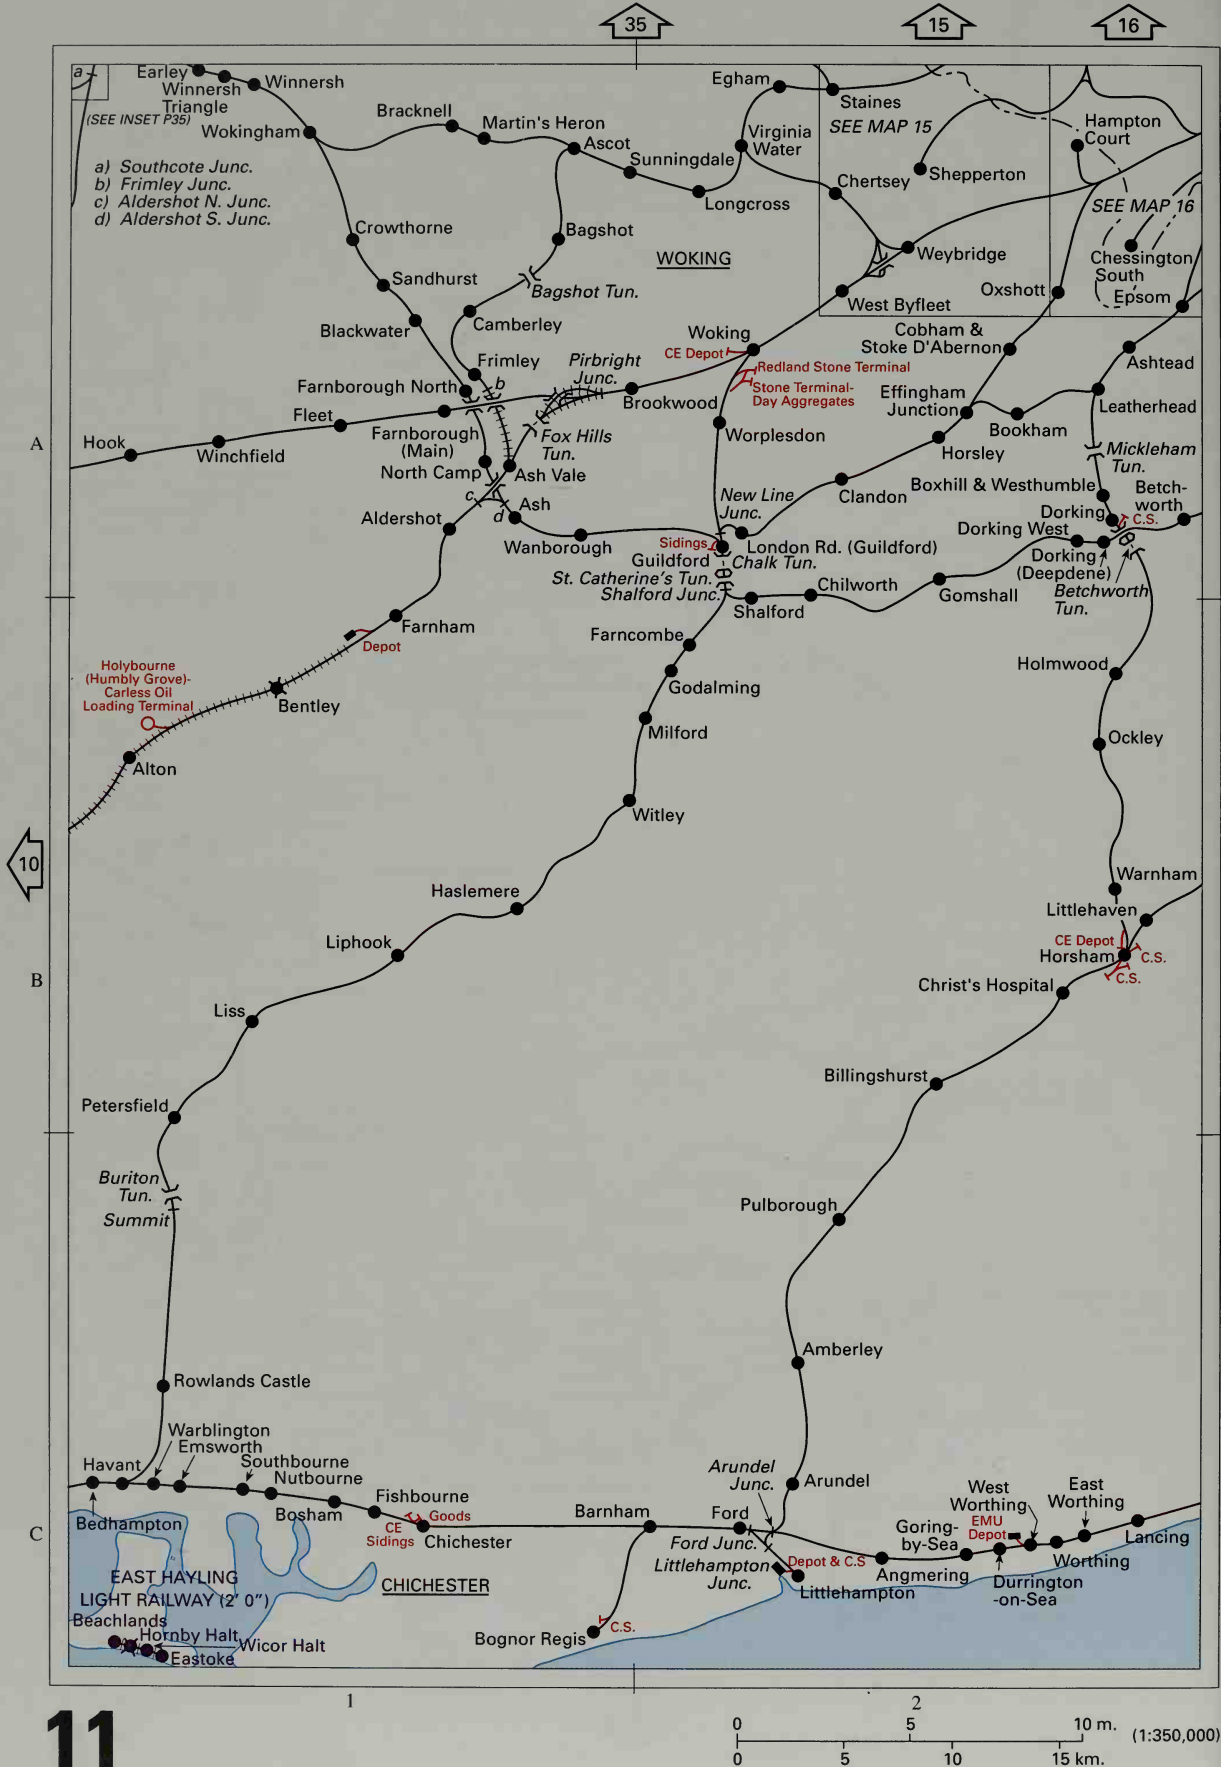 35
15
16
a
Earley
Winnersh
Triangle
Winnersh
(SEE INSET P35)
Wokingham
Bracknell
Martin's Heron
Ascot
Sunningdale
Longcross
Egham
Virginia
Water
Staines
SEE MAP 15
Chertsey
Shepperton
Hampton
Court
SEE MAP 16
Chessington
South
Epsom
a) Southcote Junc.
b) Frimley Junc.
c) Aldershot N. Junc.
d) Aldershot S. Junc.
Crowthorne
Bagshot
WOKING
Weybridge
Sandhurst
Bagshot Tun.
West Byfleet
Oxshott
Blackwater
Camberley
Woking
CE Depot
Cobham &
Stoke D'Abernon
Ashtead
Frimley
b
Pirbright
Junc.
Redland Stone Terminal
Stone Terminal-
Day Aggregates
Farnborough North
Brookwood
Effingham
Junction
Leatherhead
Bookham
Fleet
Farnborough
(Main)
Fox Hills
Tun.
Worplesdon
Horsley
A
Hook
Winchfield
North Camp
Ash Vale
Mickleham
Tun.
Clandon
Boxhill & Westhumble
Betch-
worth
c
d
Ash
New Line
Junc.
Dorking
C.S.
Aldershot
Wanborough
Sidings
Guildford
London Rd. (Guildford)
Chalk Tun.
Dorking West
Dorking
(Deepdene)
Betchworth
Tun.
St. Catherine's Tun.
Shalford Junc.
Shalford
Chilworth
Gomshall
Farnham
Depot
Farncombe
Godalming
Holmwood
Holybourne
(Humbly Grove)-
Carless Oil
Loading Terminal
Bentley
Milford
Ockley
Alton
Witley
10
Haslemere
Warnham
Littlehaven
Liphook
CE Depot
Horsham
C.S.
C.S.
B
Christ's Hospital
Liss
Billingshurst
Petersfield
Buriton
Tun.
Summit
Pulborough
Amberley
Rowlands Castle
Warblington
Emsworth
Havant
Southbourne
Nutbourne
Fishbourne
Bedhampton
Bosham
CE
Sidings
Goods
Chichester
Barnham
Ford
Arundel
Junc.
Arundel
Ford Junc.
Littlehampton
Junc.
Depot & C.S
Littlehampton
Goring-
by-Sea
Angmering
West
Worthing
EMU
Depot
East
Worthing
Lancing
Worthing
Durrington
-on-Sea
C
EAST HAYLING
LIGHT RAILWAY (2' 0")
Beachlands
Hornby Halt
Wicor Halt
Eastoke
CHICHESTER
Bognor Regis
C.S.
1
2
11
0
5
10 m.
(1:350,000)
0
5
10
15 km.